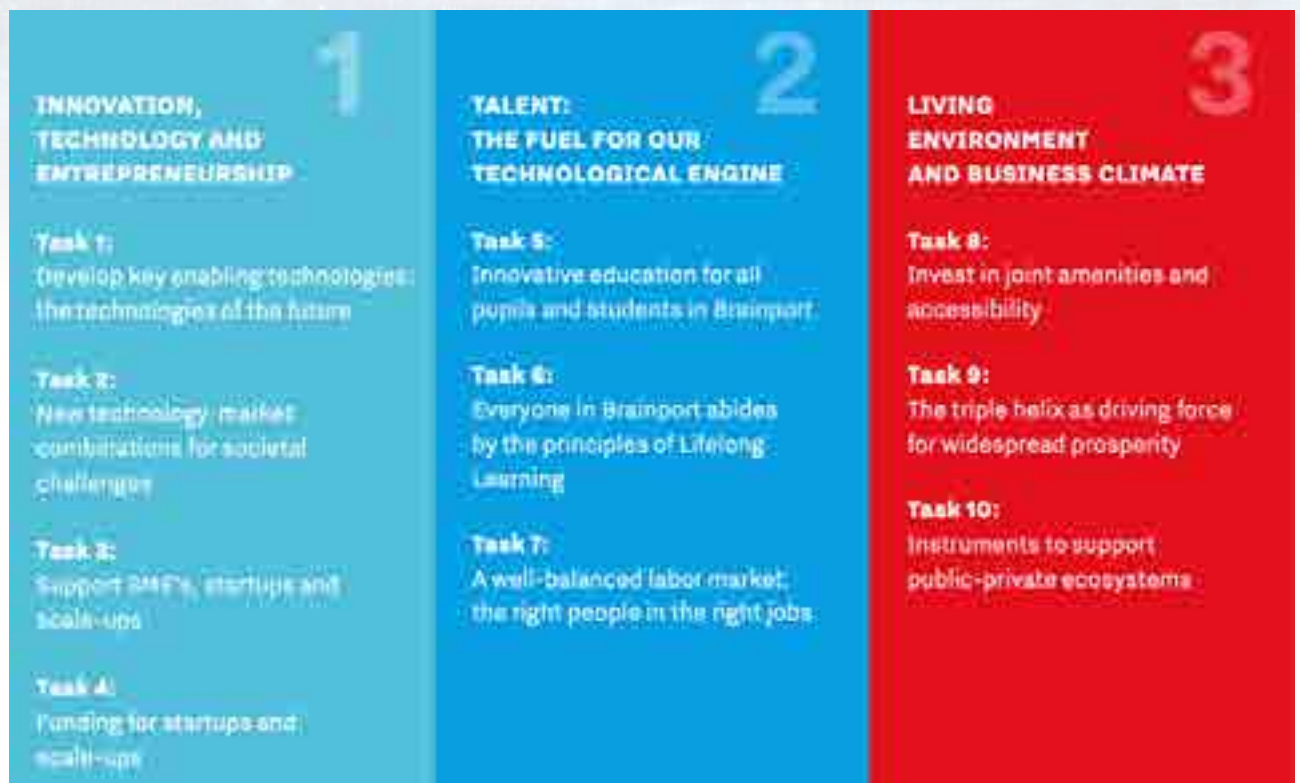 1
INNOVATION,
TECHNOLOGY AND
ENTREPRENEURSHIP
Task 1:
Develop key enabling technologies:
the technologies of the future
Task 2:
New technology-market
combinations for societal
challenges
Task 3:
Support SME's, startups and
scale-ups
Task 4:
Funding for startups and
scale-ups
2
TALENT:
THE FUEL FOR OUR
TECHNOLOGICAL ENGINE
Task 5:
Innovative education for all
pupils and students in Brainport
Task 6:
Everyone in Brainport abides
by the principles of Lifelong
Learning
Task 7:
A well-balanced labor market:
the right people in the right jobs
3
LIVING
ENVIRONMENT
AND BUSINESS CLIMATE
Task 8:
Invest in joint amenities and
accessibility
Task 9:
The triple helix as driving force
for widespread prosperity
Task 10:
Instruments to support
public-private ecosystems